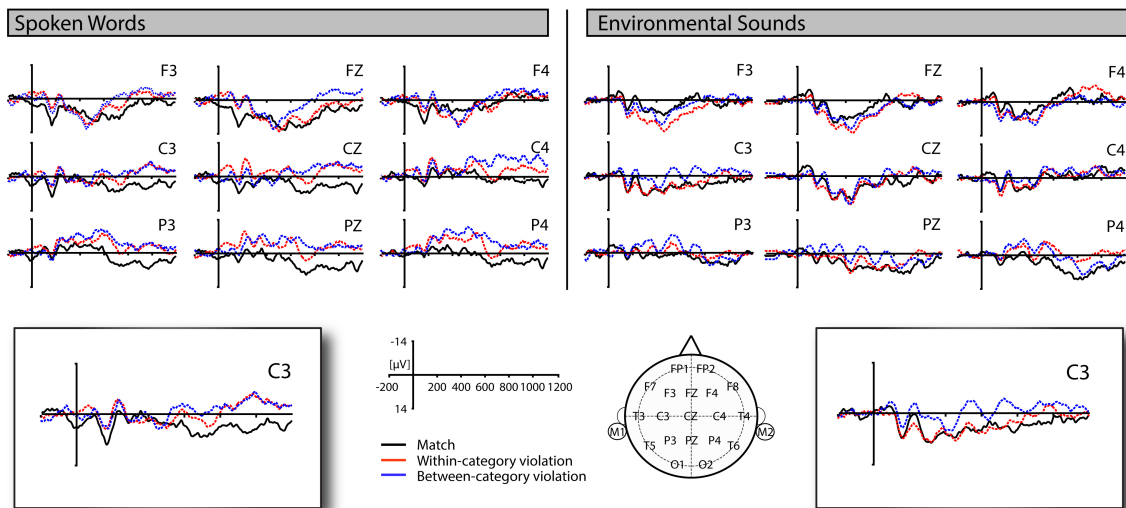 Spoken Words
Environmental Sounds
F3 FZ F4
C3 CZ C4
P3 PZ P4
F3 FZ F4
C3 CZ C4
P3 PZ P4
C3
-14
[µV]
-200 200 400 600 800 1000 1200
14
Match
Within-category violation
Between-category violation
FP1 FP2
F7 F8
F3 FZ F4
T3 C3 CZ C4 T4
M1 M2
P3 PZ P4
T5 T6
O1 O2
C3